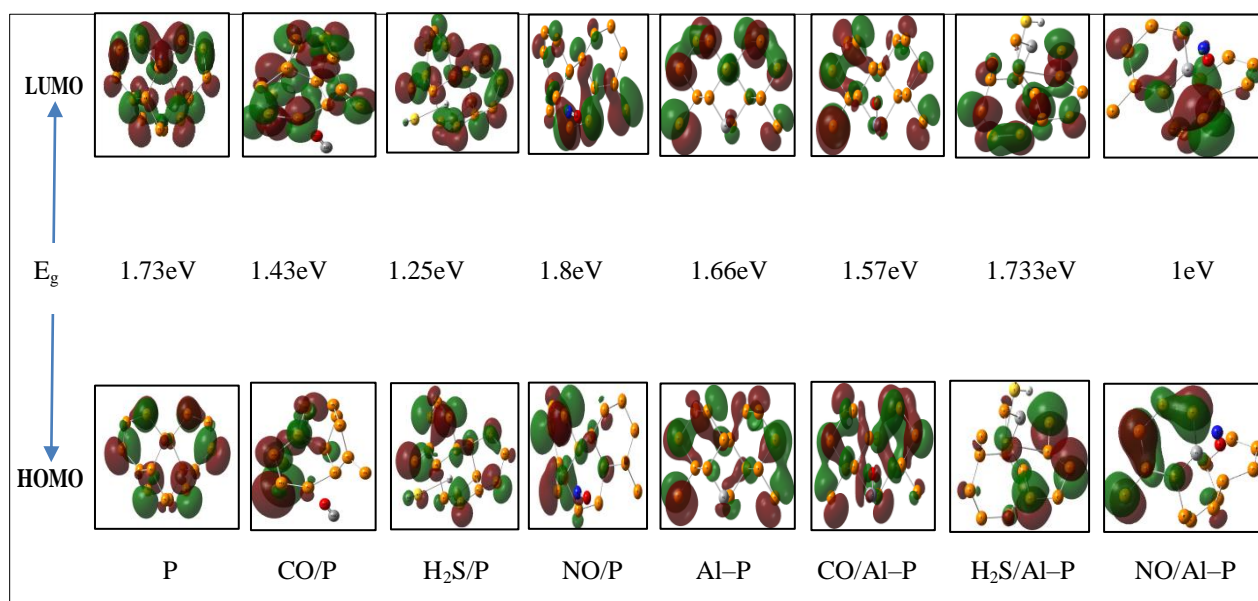 LUMO
E₉ 1.73eV 1.43eV 1.25eV 1.8eV 1.66eV 1.57eV 1.733eV 1eV
HOMO
P CO/P H₂S/P NO/P Al–P CO/Al–P H₂S/Al–P NO/Al–P